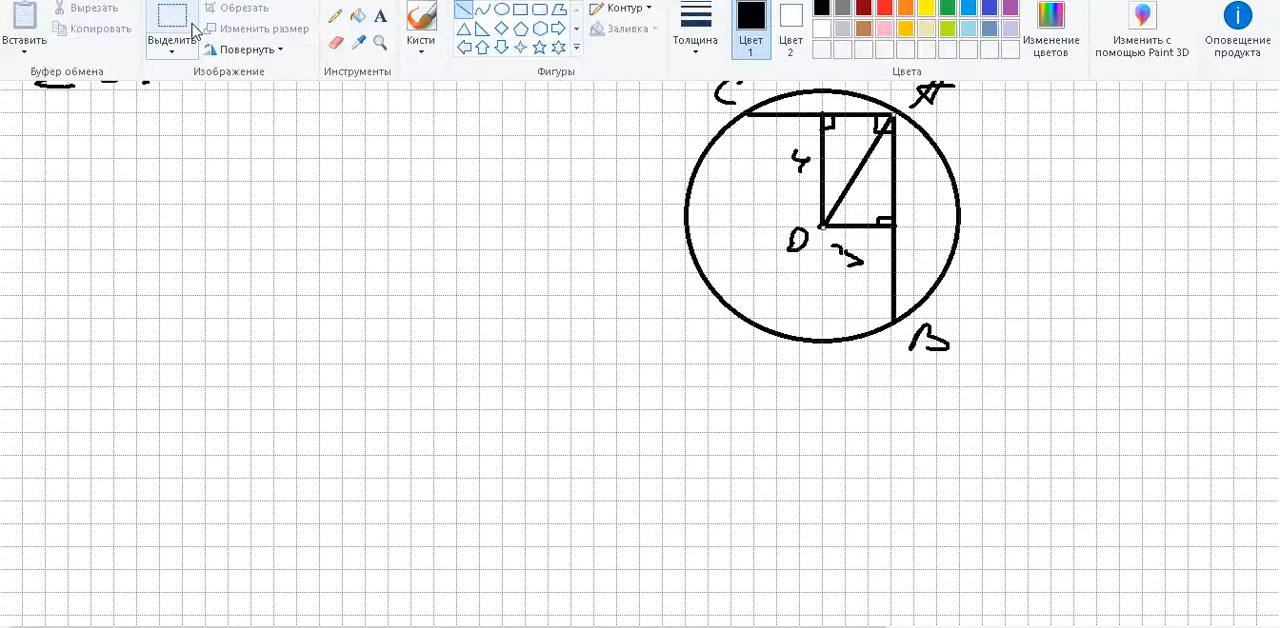 Вырезать
Обрезать
Контур
Вставить
Копировать
Выделить
Изменить размер
Повернуть
Кисти
Заливка
Толщина
Цвет 1
Цвет 2
Изменение цветов
Изменить с помощью Paint 3D
Оповещение продукта
Буфер обмена
Изображение
Инструменты
Фигуры
Цвета
C
A
4
O
3
B